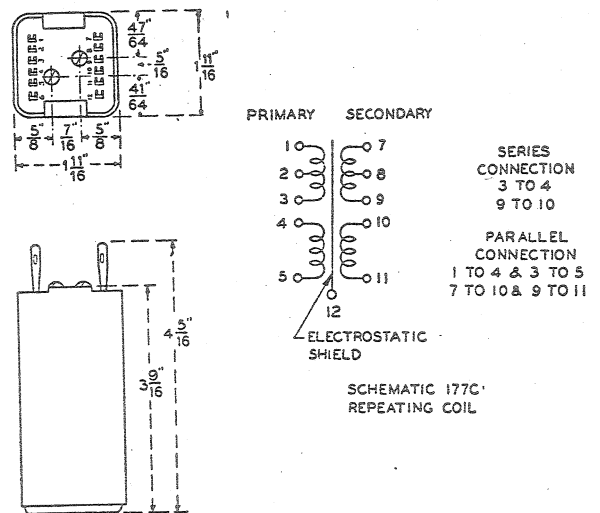 47"
64
5"
16
41"
64
1 11"
16
5"
8
7"
16
5"
8
1 11"
16
PRIMARY SECONDARY
1 7
2 8
3 9
4 10
5 11
12
ELECTROSTATIC
SHIELD
SERIES
CONNECTION
3 TO 4
9 TO 10
PARALLEL
CONNECTION
1 TO 4 & 3 TO 5
7 TO 10 & 9 TO 11
SCHEMATIC 177C
REPEATING COIL
4 5"
16
3 9"
16